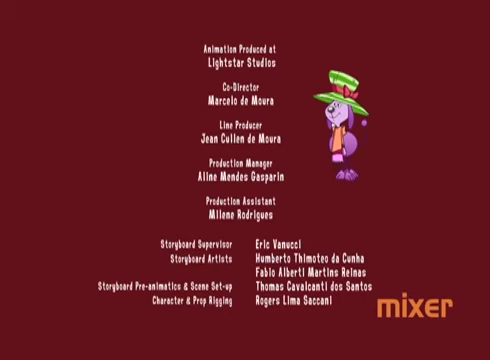 Animation Produced at
Lightstar Studios
Co-Director
Marcelo de Moura
Line Producer
Jean Cullen de Moura
Production Manager
Aline Mendes Gasparin
Production Assistant
Milene Rodrigues
Storyboard Supervisor Eric Vanucci
Storyboard Artists Humberto Thimoteo da Cunha
Fabio Alberti Martins Reinas
Storyboard Pre-animatics & Scene Set-up Thomas Cavalcanti dos Santos
Character & Prop Rigging Rogers Lima Saccani
mixer